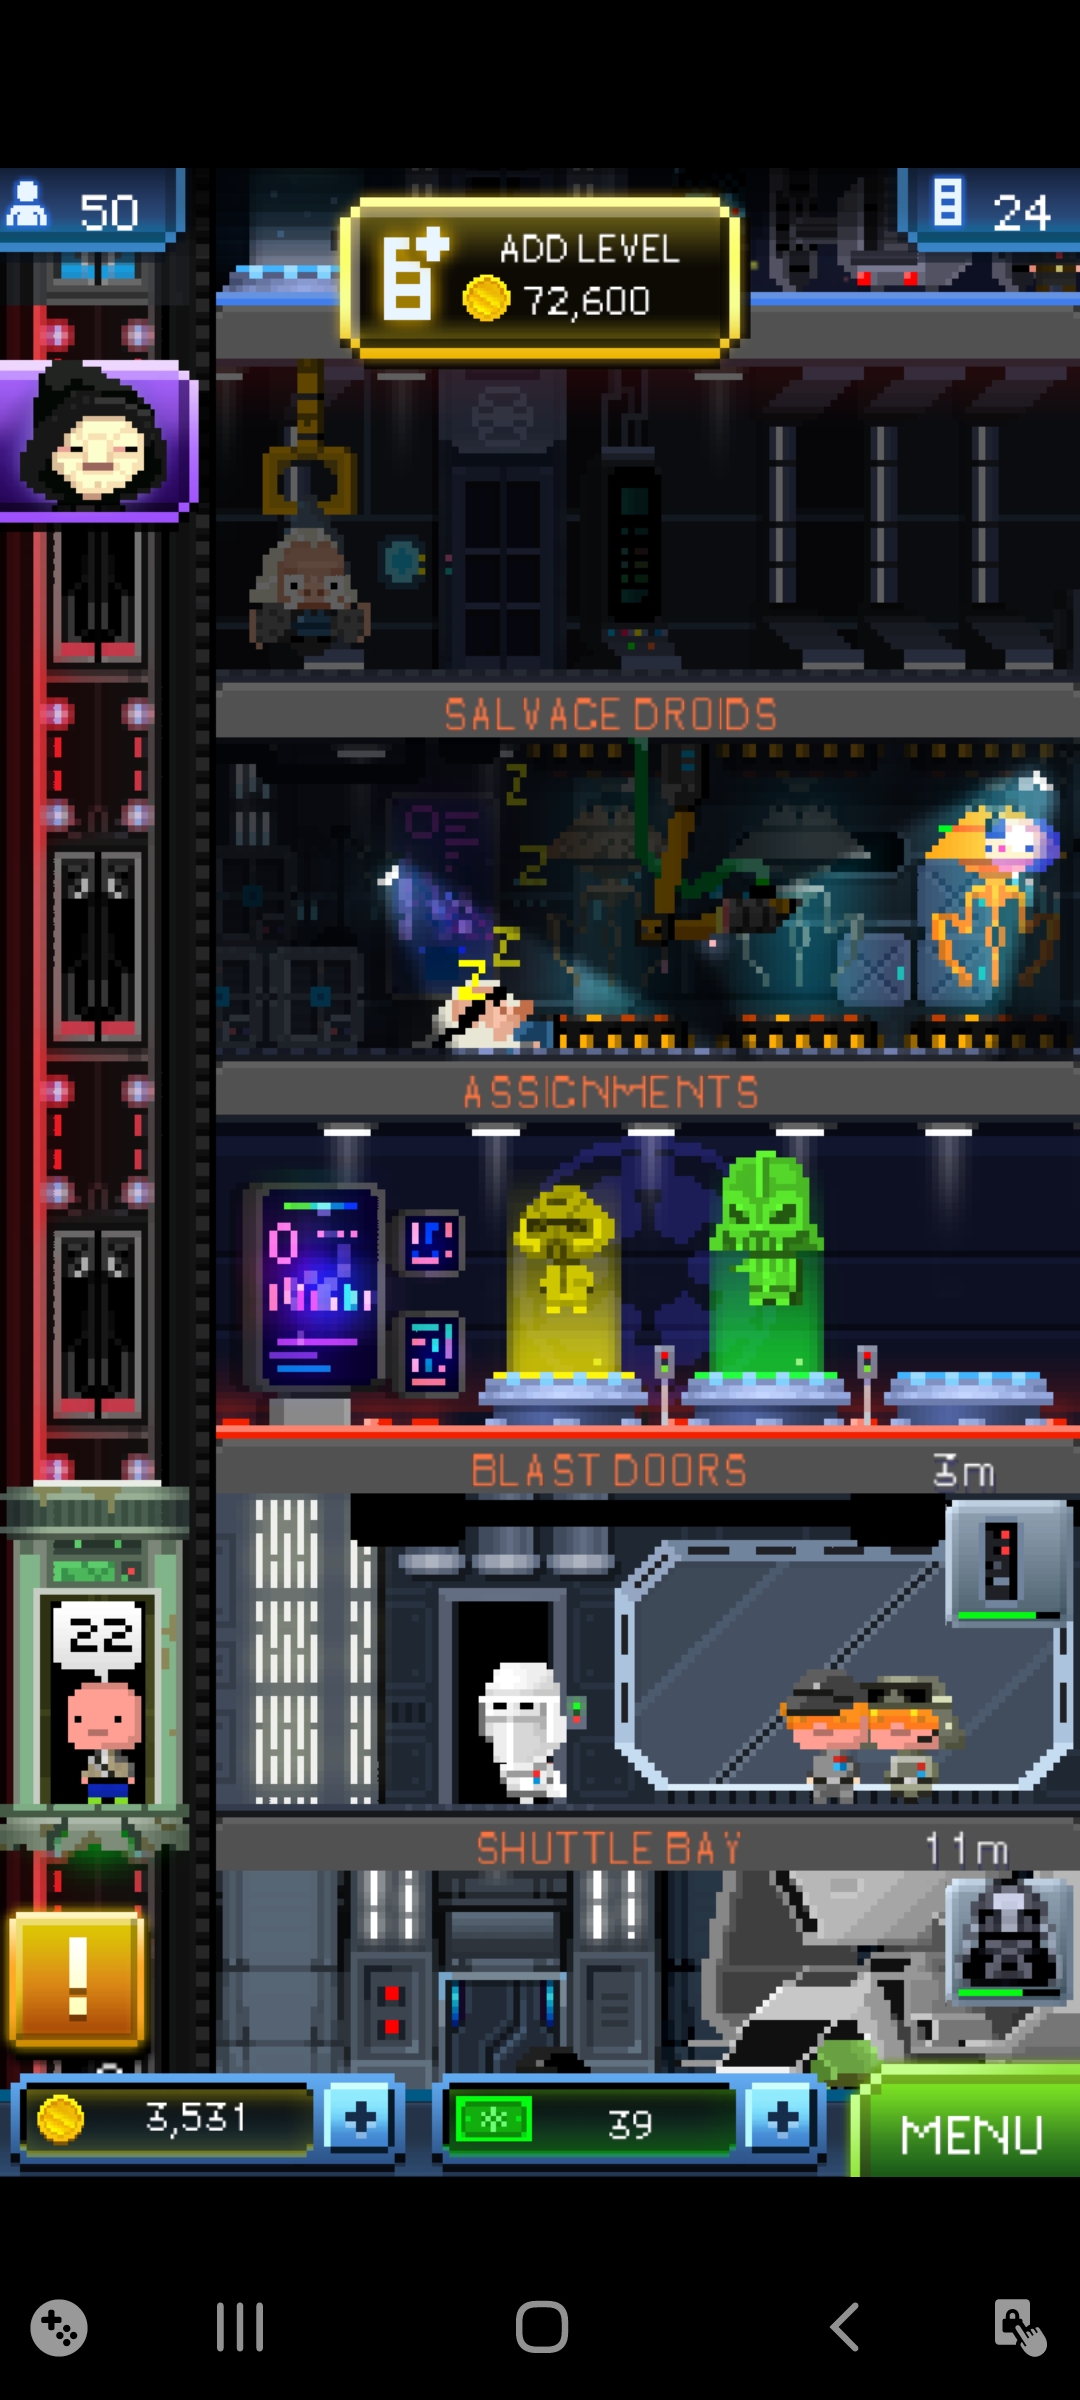 50
ADD LEVEL
72,600
24
SALVAGE DROIDS
Z
Z
Z
Z
ASSIGNMENTS
BLAST DOORS 3m
22
SHUTTLE BAY 11m
!
3,531 +
39 +
MENU